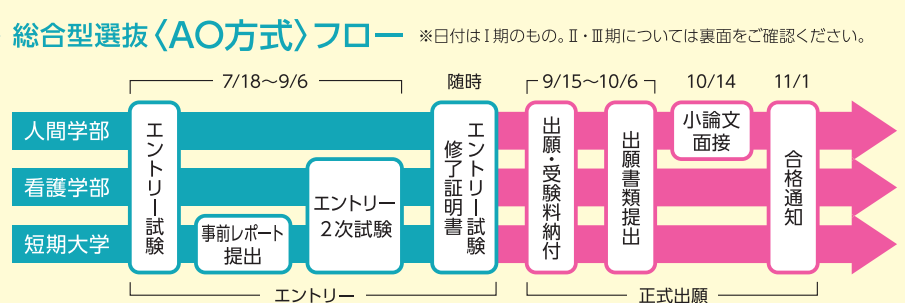 総合型選抜〈AO方式〉フロー ※日付はⅠ期のもの。Ⅱ・Ⅲ期については裏面をご確認ください。
7/18～9/6
随時
9/15～10/6
10/14
11/1
人間学部
看護学部
短期大学
エントリー試験
事前レポート
提出
エントリー
2次試験
エントリー試験
修了証明書
出願・受験料納付
出願書類提出
小論文
面接
合格通知
エントリー
正式出願